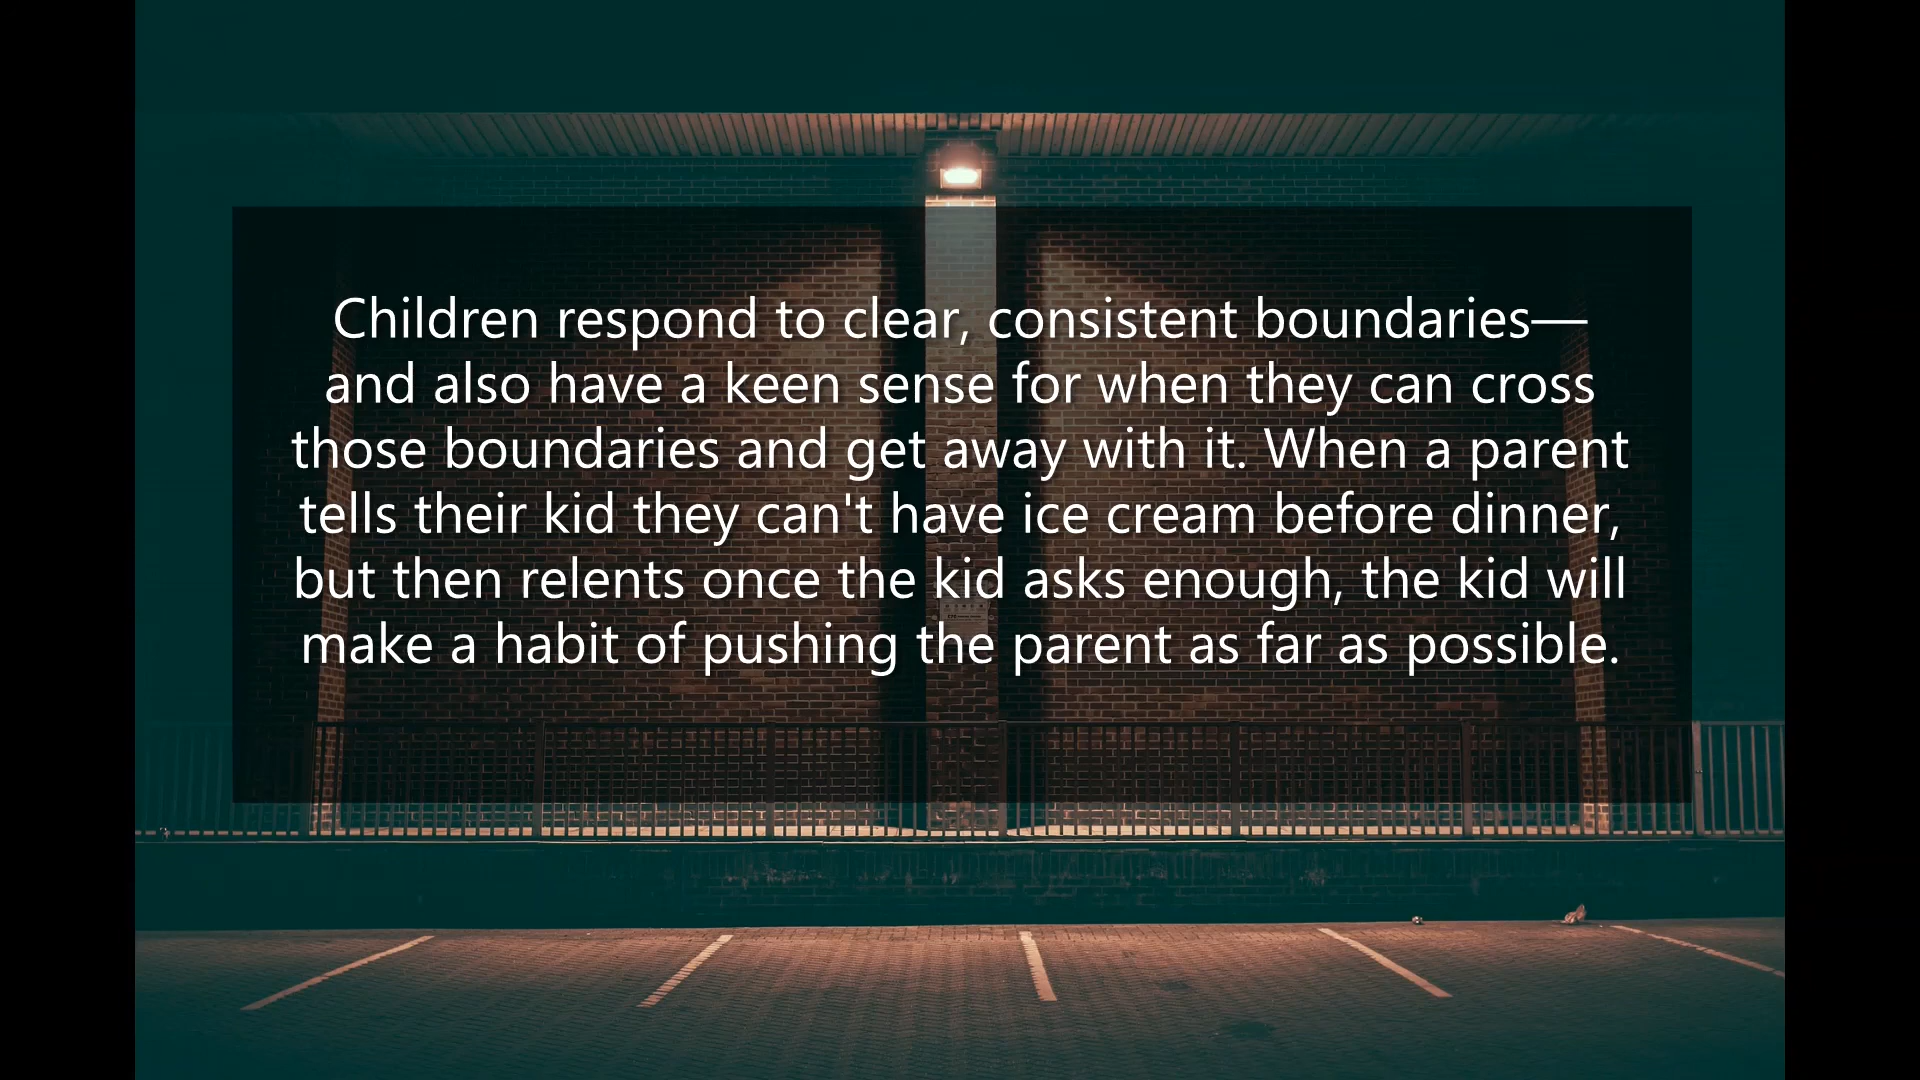 Children respond to clear, consistent boundaries—
and also have a keen sense for when they can cross
those boundaries and get away with it. When a parent
tells their kid they can't have ice cream before dinner,
but then relents once the kid asks enough, the kid will
make a habit of pushing the parent as far as possible.